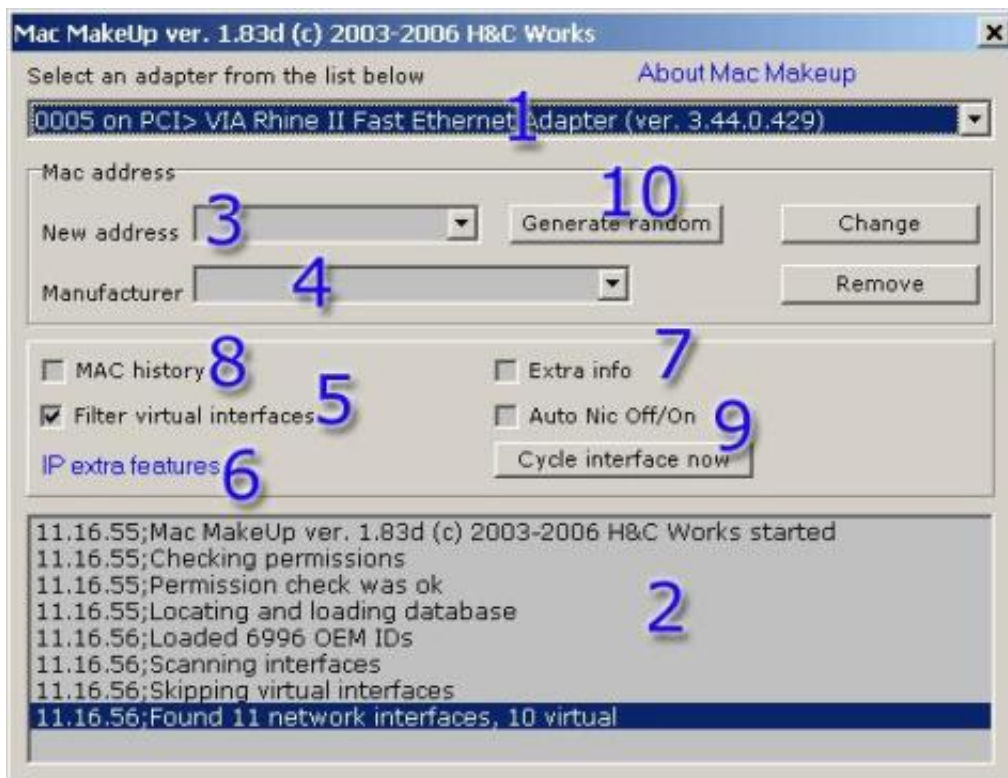 Mac MakeUp ver. 1.83d (c) 2003-2006 H&C Works
Select an adapter from the list below
About Mac Makeup
1
0005 on PCI> VIA Rhine II Fast Ethernet Adapter (ver. 3.44.0.429)
Mac address
10
New address
3
Generate random
Change
Manufacturer
4
Remove
MAC history
8
Extra info
7
Filter virtual interfaces
5
Auto Nic Off/On
9
IP extra features
6
Cycle interface now
11.16.55;Mac MakeUp ver. 1.83d (c) 2003-2006 H&C Works started
11.16.55;Checking permissions
11.16.55;Permission check was ok
11.16.55;Locating and loading database
2
11.16.56;Loaded 6996 OEM IDs
11.16.56;Scanning interfaces
11.16.56;Skipping virtual interfaces
11.16.56;Found 11 network interfaces, 10 virtual